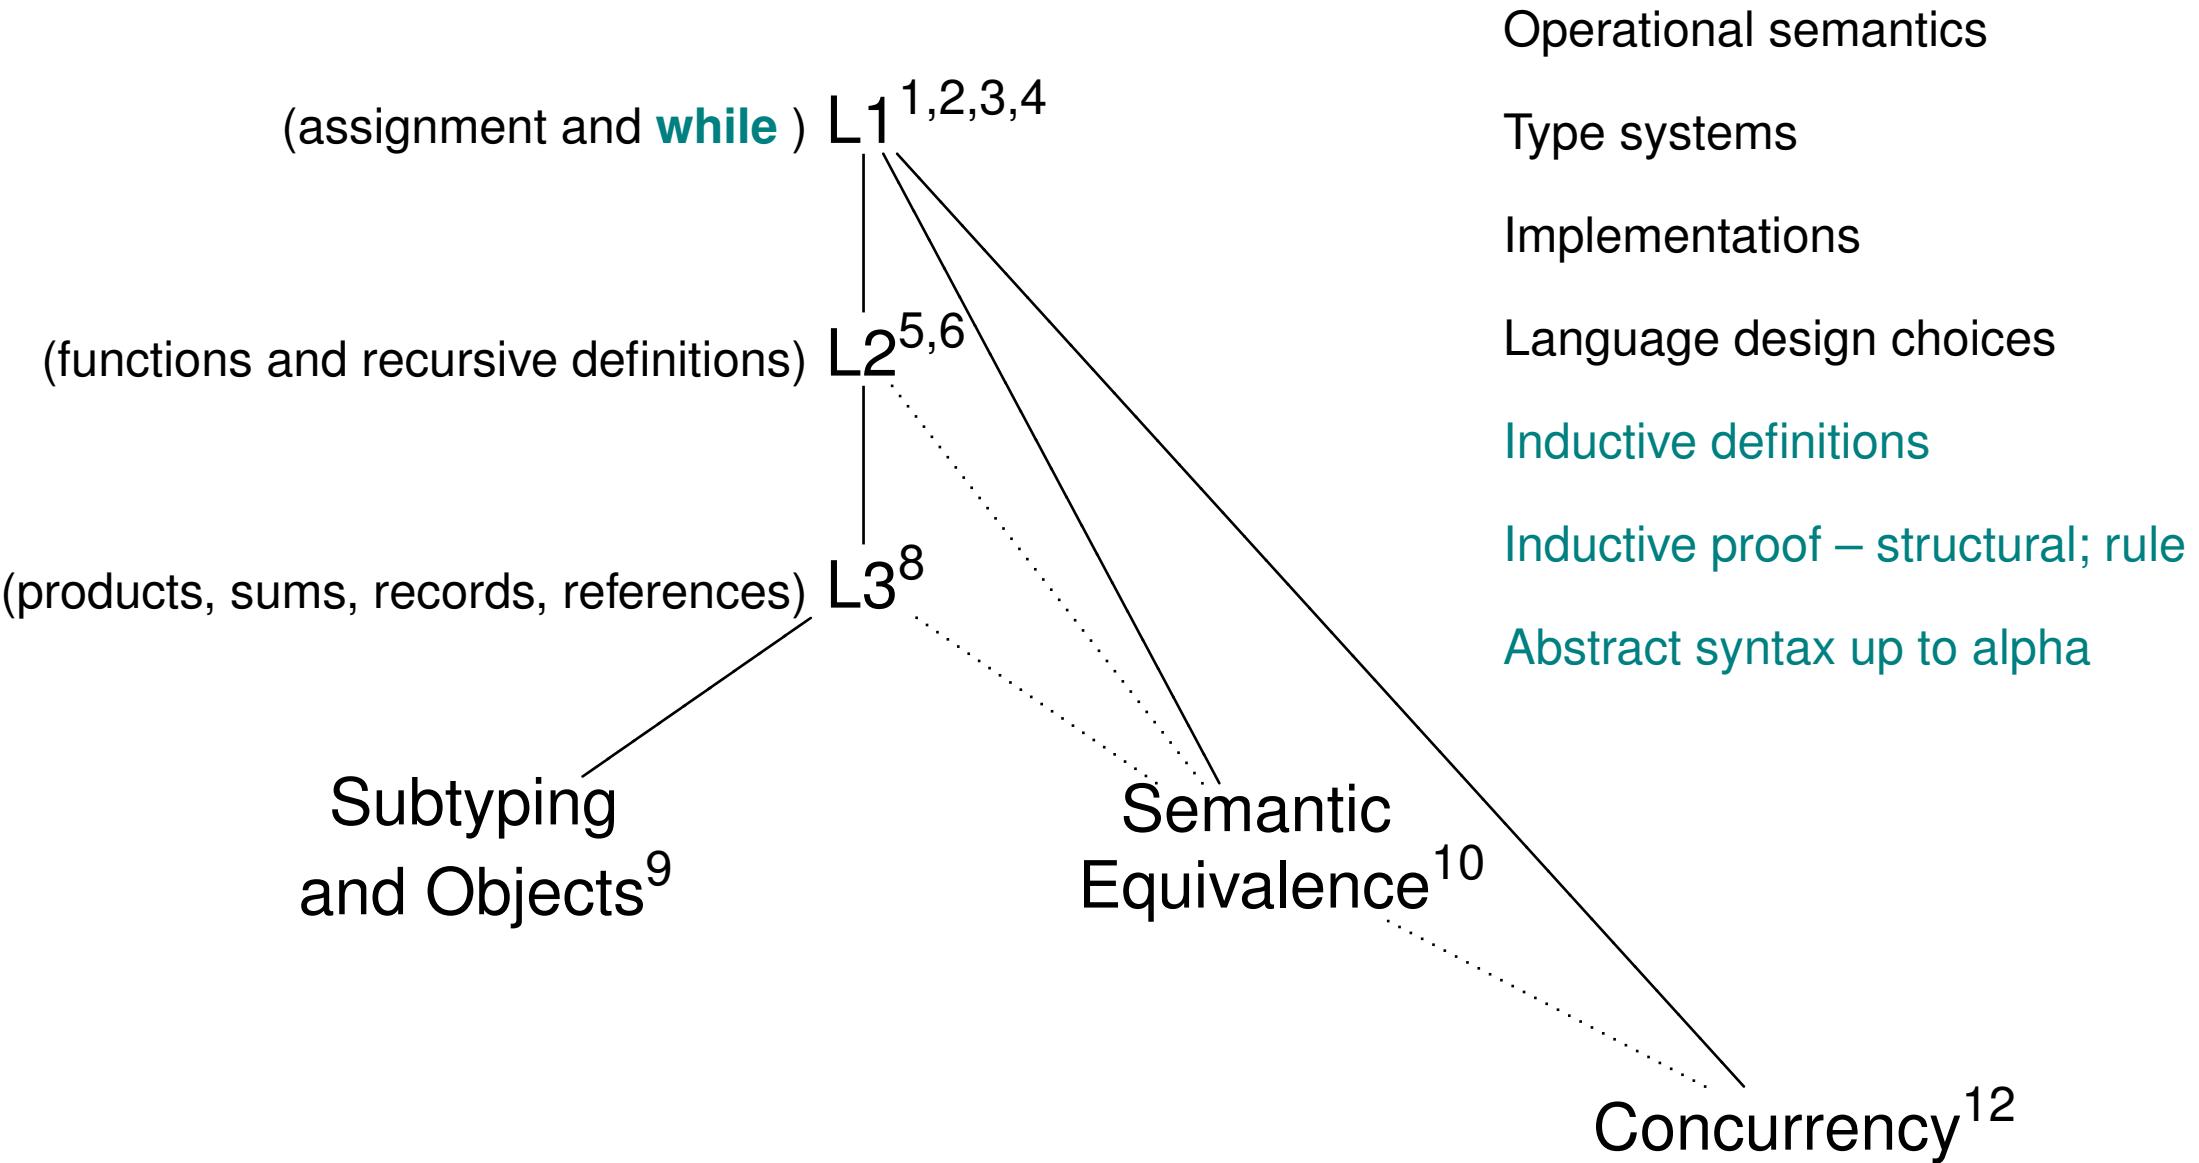 (assignment and while ) L1^1,2,3,4
(functions and recursive definitions) L2^5,6
(products, sums, records, references) L3^8
Subtyping
and Objects^9
Semantic
Equivalence^10
Concurrency^12
Operational semantics
Type systems
Implementations
Language design choices
Inductive definitions
Inductive proof – structural; rule
Abstract syntax up to alpha